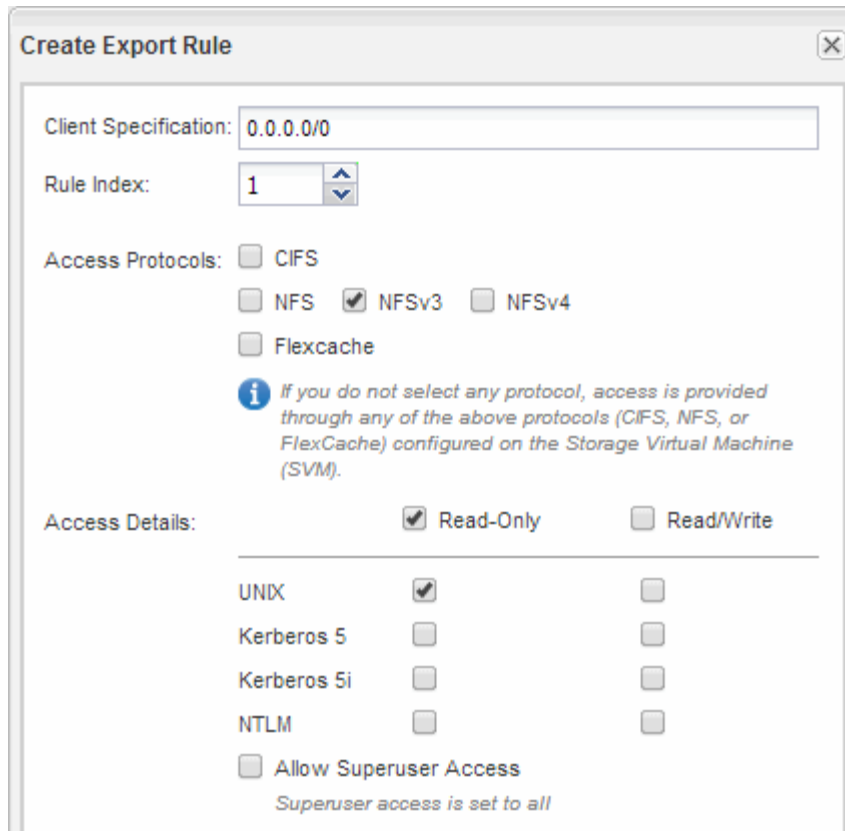 Create Export Rule
Client Specification: 0.0.0.0/0
Rule Index: 1
Access Protocols: CIFS
NFS NFSv3 NFSv4
Flexcache
If you do not select any protocol, access is provided
through any of the above protocols (CIFS, NFS, or
FlexCache) configured on the Storage Virtual Machine
(SVM).
Access Details: Read-Only Read/Write
UNIX
Kerberos 5
Kerberos 5i
NTLM
Allow Superuser Access
Superuser access is set to all